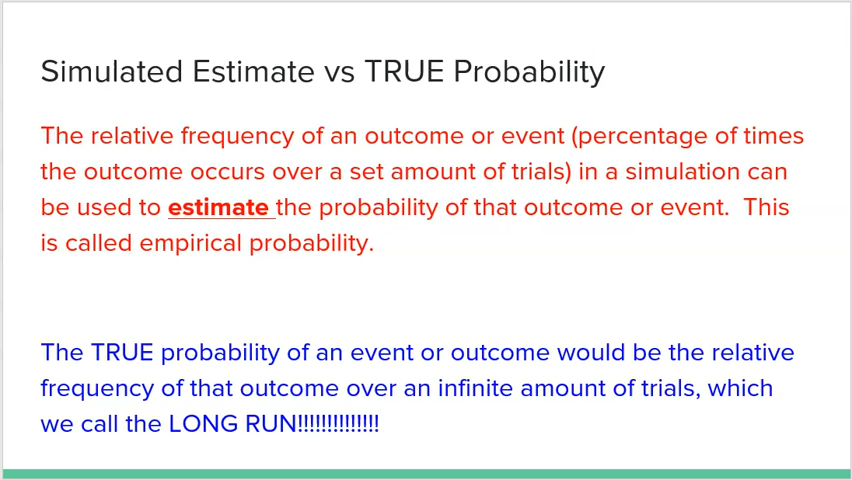 Simulated Estimate vs TRUE Probability
The relative frequency of an outcome or event (percentage of times
the outcome occurs over a set amount of trials) in a simulation can
be used to estimate the probability of that outcome or event.  This
is called empirical probability.
The TRUE probability of an event or outcome would be the relative
frequency of that outcome over an infinite amount of trials, which
we call the LONG RUN!!!!!!!!!!!!!!